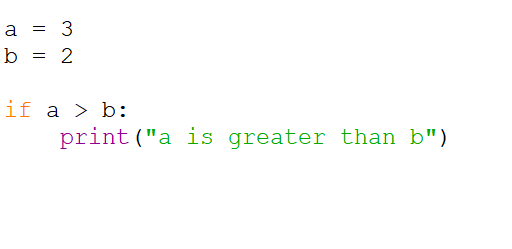 a = 3
b = 2
if a > b:
    print("a is greater than b")